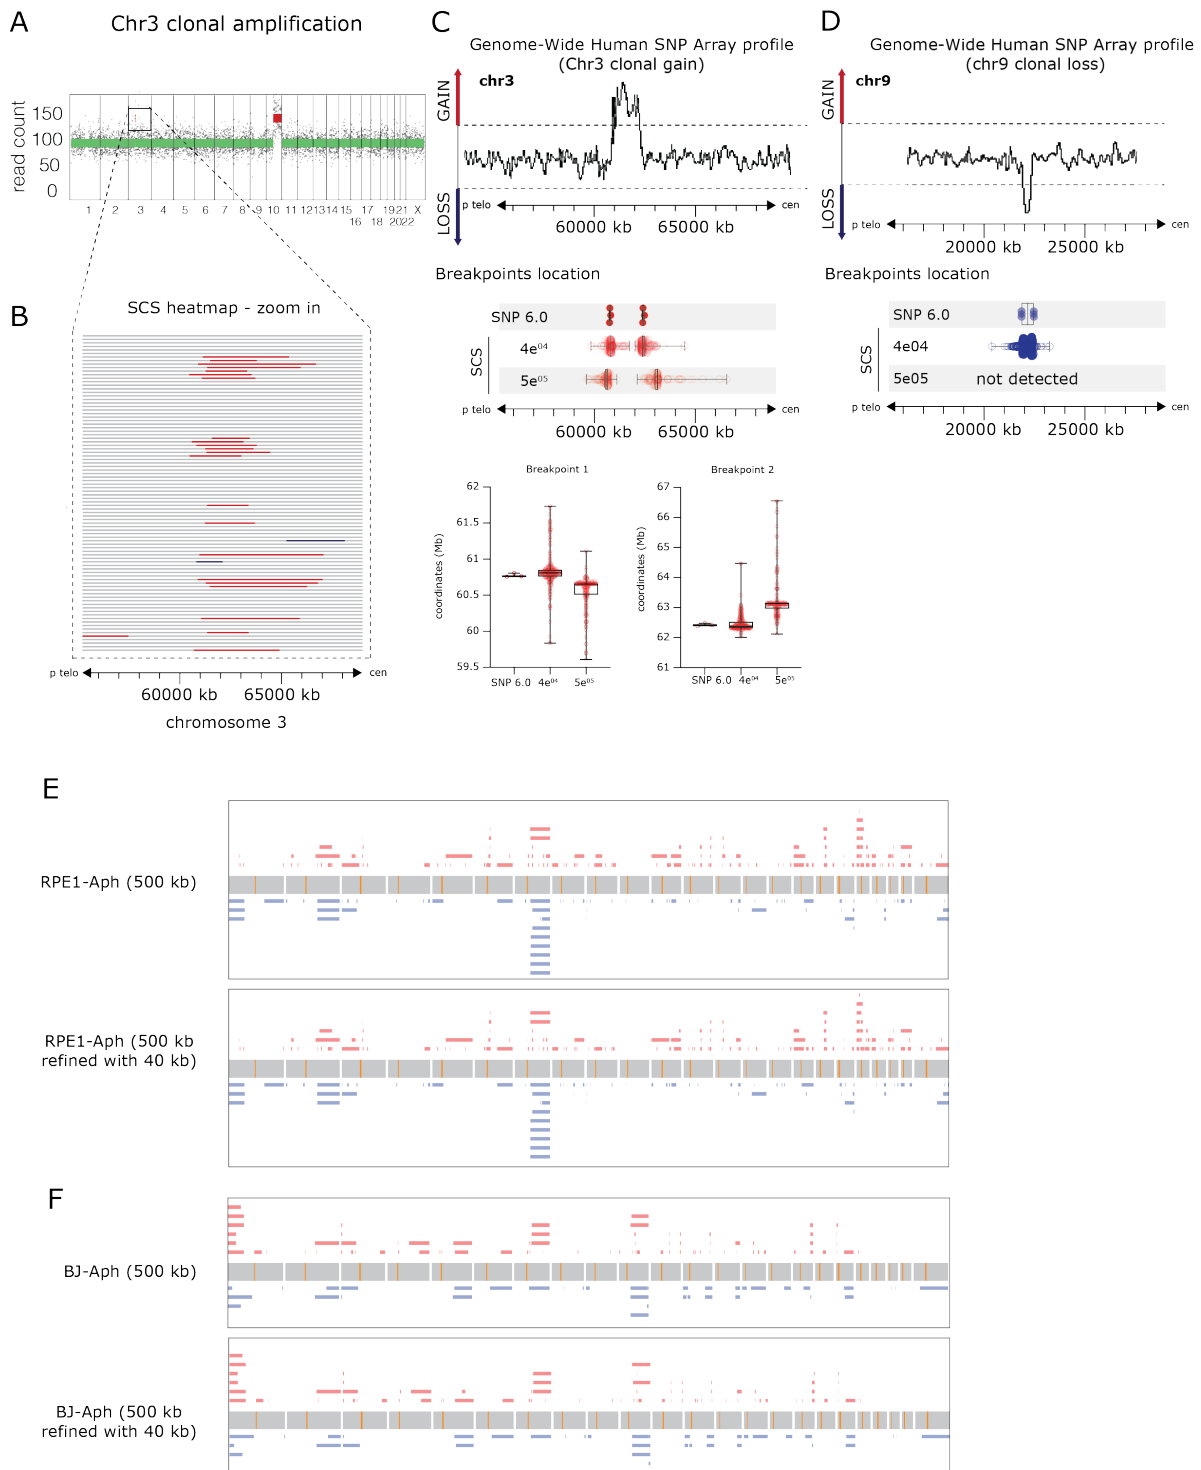 A
Chr3 clonal amplification
read count
150
100
50
0
1 2 3 4 5 6 7 8 9 10 11 12 13 14 15 16 17 18 19 20 21 22 X
B
SCS heatmap - zoom in
p telo
cen
60000 kb 65000 kb
chromosome 3
C
Genome-Wide Human SNP Array profile
(Chr3 clonal gain)
GAIN
LOSS
chr3
p telo
cen
60000 kb 65000 kb
Breakpoints location
SNP 6.0
SCS
4e04
5e05
p telo
cen
60000 kb 65000 kb
Breakpoint 1
coordinates (Mb)
62
61.5
61
60.5
60
59.5
SNP 6.0 4e04 5e05
Breakpoint 2
coordinates (Mb)
67
66
65
64
63
62
61
SNP 6.0 4e04 5e05
D
Genome-Wide Human SNP Array profile
(chr9 clonal loss)
GAIN
LOSS
chr9
p telo
cen
20000 kb 25000 kb
Breakpoints location
SNP 6.0
SCS
4e04
5e05 not detected
p telo
cen
20000 kb 25000 kb
E
RPE1-Aph (500 kb)
RPE1-Aph (500 kb
refined with 40 kb)
F
BJ-Aph (500 kb)
BJ-Aph (500 kb
refined with 40 kb)